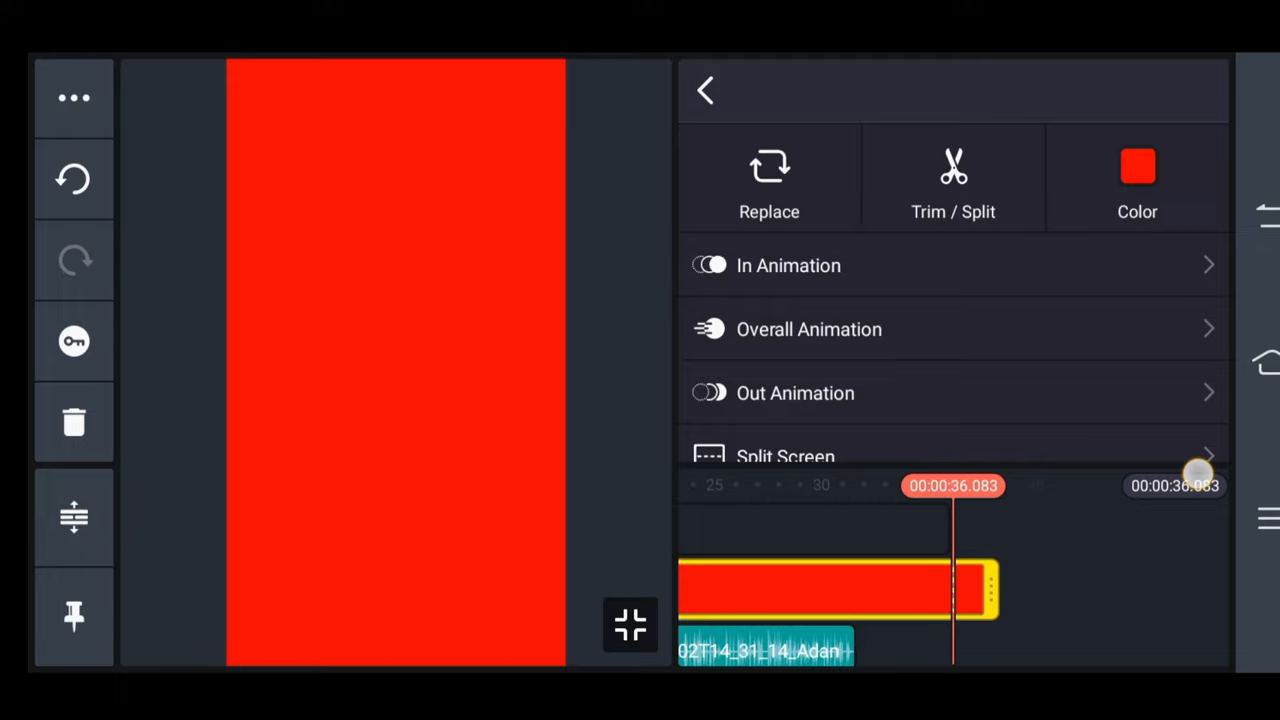 Replace
Trim / Split
Color
In Animation
Overall Animation
Out Animation
Split Screen
25
30
00:00:36.083
40
00:00:36.083
02T14_31_14_Adan